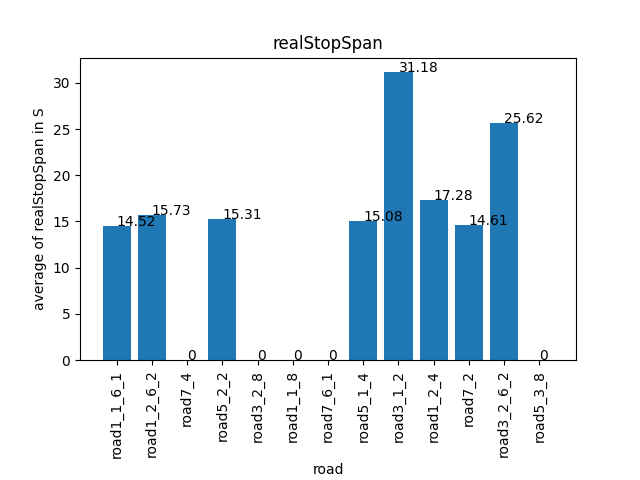 realStopSpan
average of realStopSpan in S
30
25
20
15
10
5
0
14.52
15.73
0
15.31
0
0
0
15.08
31.18
17.28
14.61
25.62
0
road1_1_6_1
road1_2_6_2
road7_4
road5_2_2
road3_2_8
road1_1_8
road7_6_1
road5_1_4
road3_1_2
road1_2_4
road7_2
road3_2_6_2
road5_3_8
road